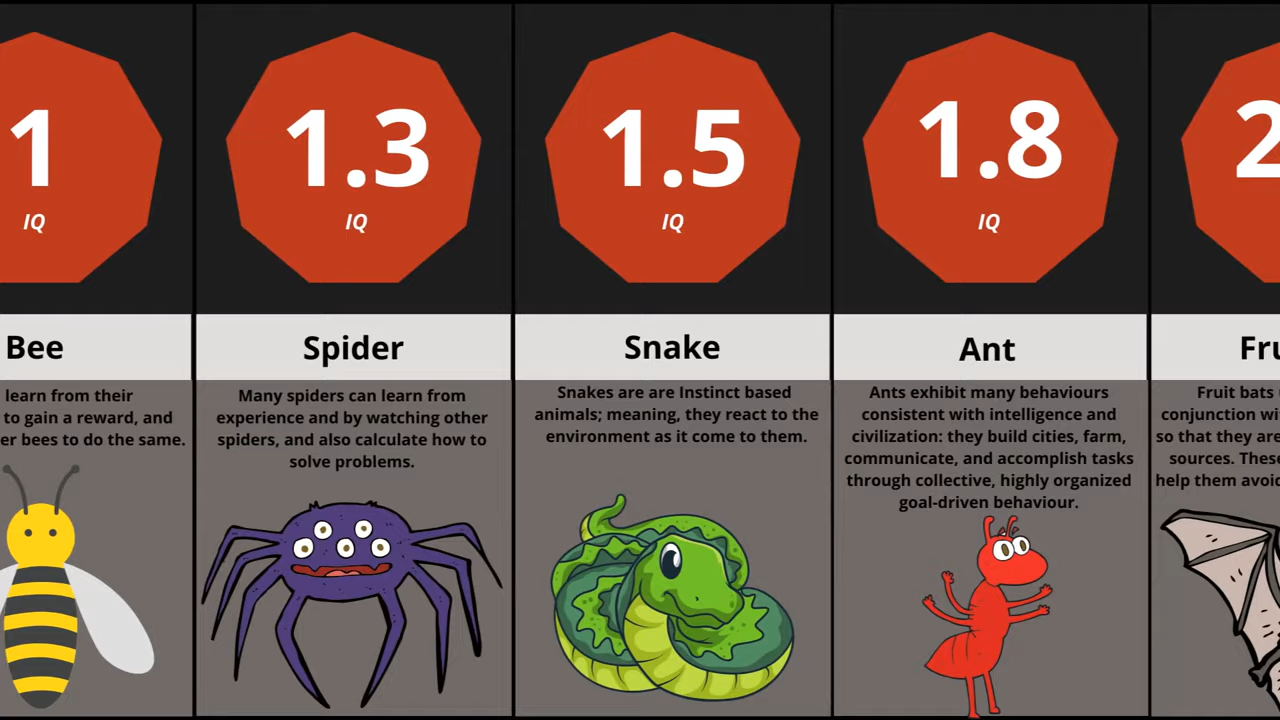 1
IQ
Bee
learn from their
to gain a reward, and
bees to do the same.
1.3
IQ
Spider
Many spiders can learn from
experience and by watching other
spiders, and also calculate how to
solve problems.
1.5
IQ
Snake
Snakes are are Instinct based
animals; meaning, they react to the
environment as it come to them.
1.8
IQ
Ant
Ants exhibit many behaviours
consistent with intelligence and
civilization: they build cities, farm,
communicate, and accomplish tasks
through collective, highly organized
goal-driven behaviour.
2
IQ
Fruit bats
conjunction
so that they are
sources. These
help them avoid